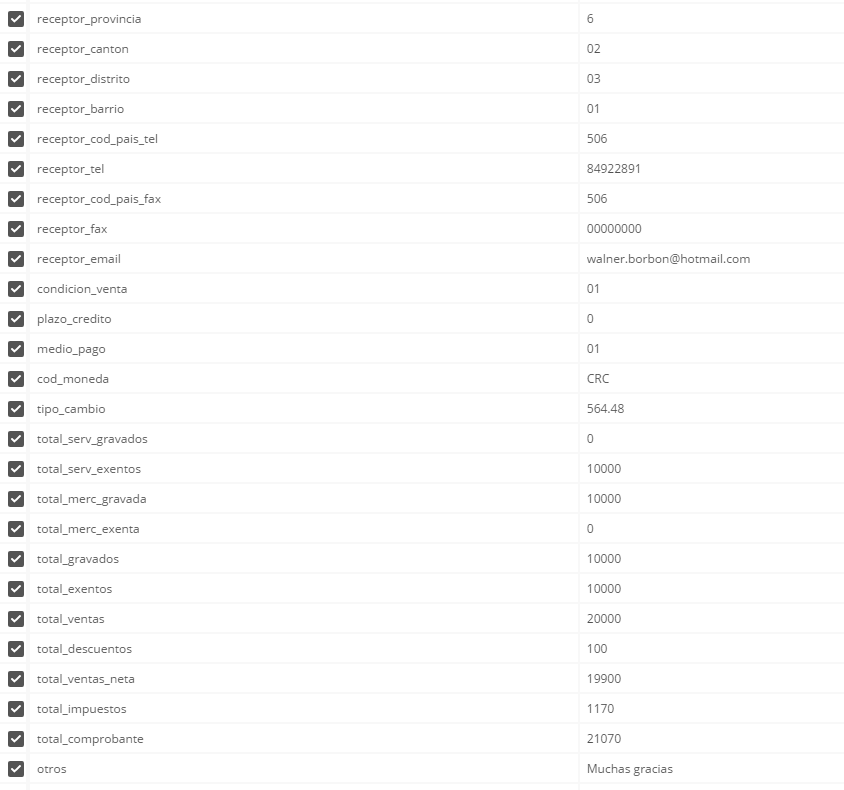 receptor_provincia 6
receptor_canton 02
receptor_distrito 03
receptor_barrio 01
receptor_cod_pais_tel 506
receptor_tel 84922891
receptor_cod_pais_fax 506
receptor_fax 00000000
receptor_email walner.borbon@hotmail.com
condicion_venta 01
plazo_credito 0
medio_pago 01
cod_moneda CRC
tipo_cambio 564.48
total_serv_gravados 0
total_serv_exentos 10000
total_merc_gravada 10000
total_merc_exenta 0
total_gravados 10000
total_exentos 10000
total_ventas 20000
total_descuentos 100
total_ventas_neta 19900
total_impuestos 1170
total_comprobante 21070
otros Muchas gracias